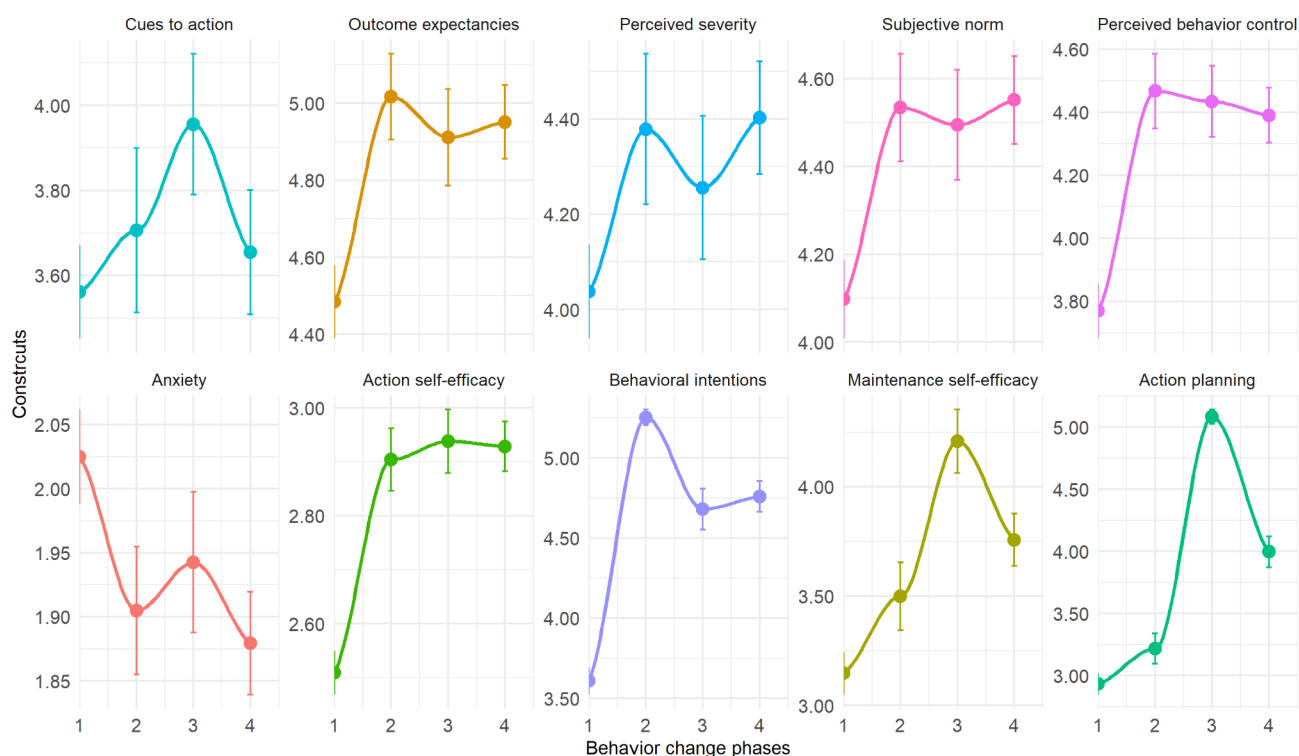 Cues to action
Outcome expectancies
Perceived severity
Subjective norm
Perceived behavior control
4.00
3.80
3.60
5.00
4.80
4.60
4.40
4.40
4.20
4.00
4.60
4.40
4.20
4.00
4.60
4.40
4.20
4.00
3.80
Constrcuts
Anxiety
Action self-efficacy
Behavioral intentions
Maintenance self-efficacy
Action planning
2.05
2.00
1.95
1.90
1.85
3.00
2.80
2.60
5.00
4.50
4.00
3.50
4.00
3.50
3.00
5.00
4.50
4.00
3.50
3.00
1 2 3 4
1 2 3 4
1 2 3 4
1 2 3 4
1 2 3 4
Behavior change phases